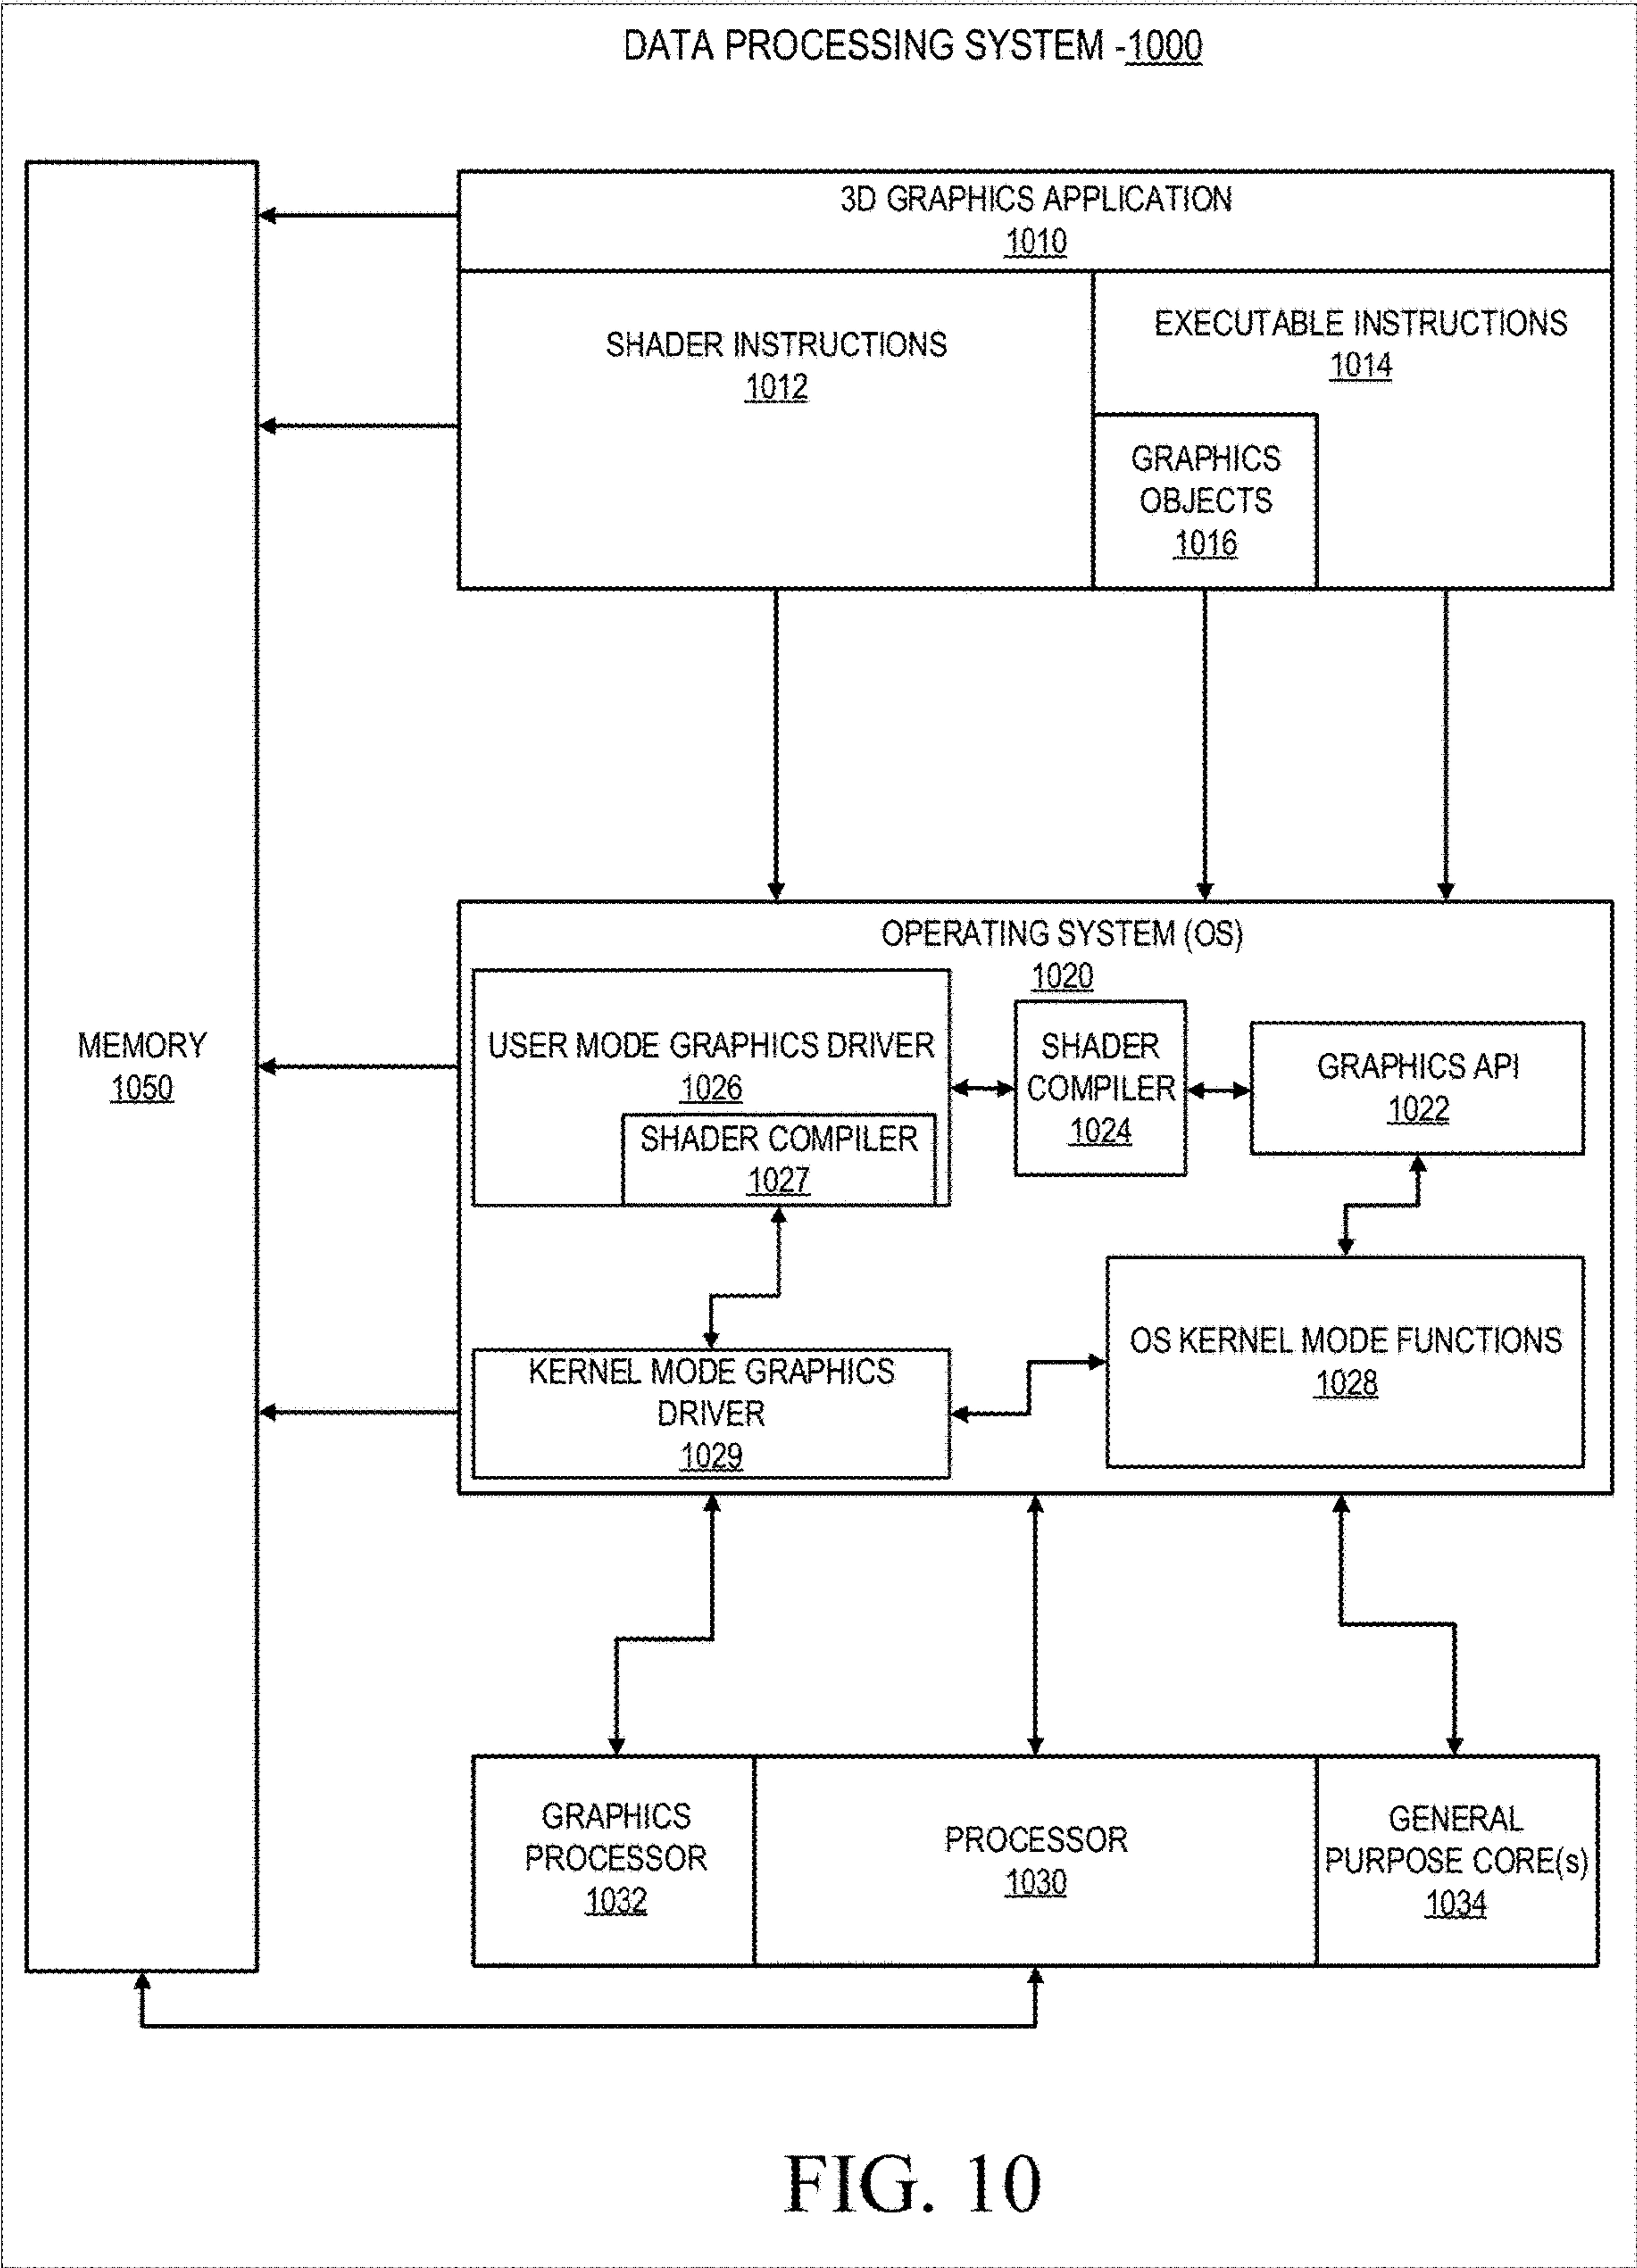 DATA PROCESSING SYSTEM -1000
3D GRAPHICS APPLICATION
1010
SHADER INSTRUCTIONS
1012
EXECUTABLE INSTRUCTIONS
1014
GRAPHICS
OBJECTS
1016
MEMORY
1050
OPERATING SYSTEM (OS)
1020
USER MODE GRAPHICS DRIVER
1026
SHADER COMPILER
1027
SHADER
COMPILER
1024
GRAPHICS API
1022
KERNEL MODE GRAPHICS
DRIVER
1029
OS KERNEL MODE FUNCTIONS
1028
GRAPHICS
PROCESSOR
1032
PROCESSOR
1030
GENERAL
PURPOSE CORE(s)
1034
FIG. 10